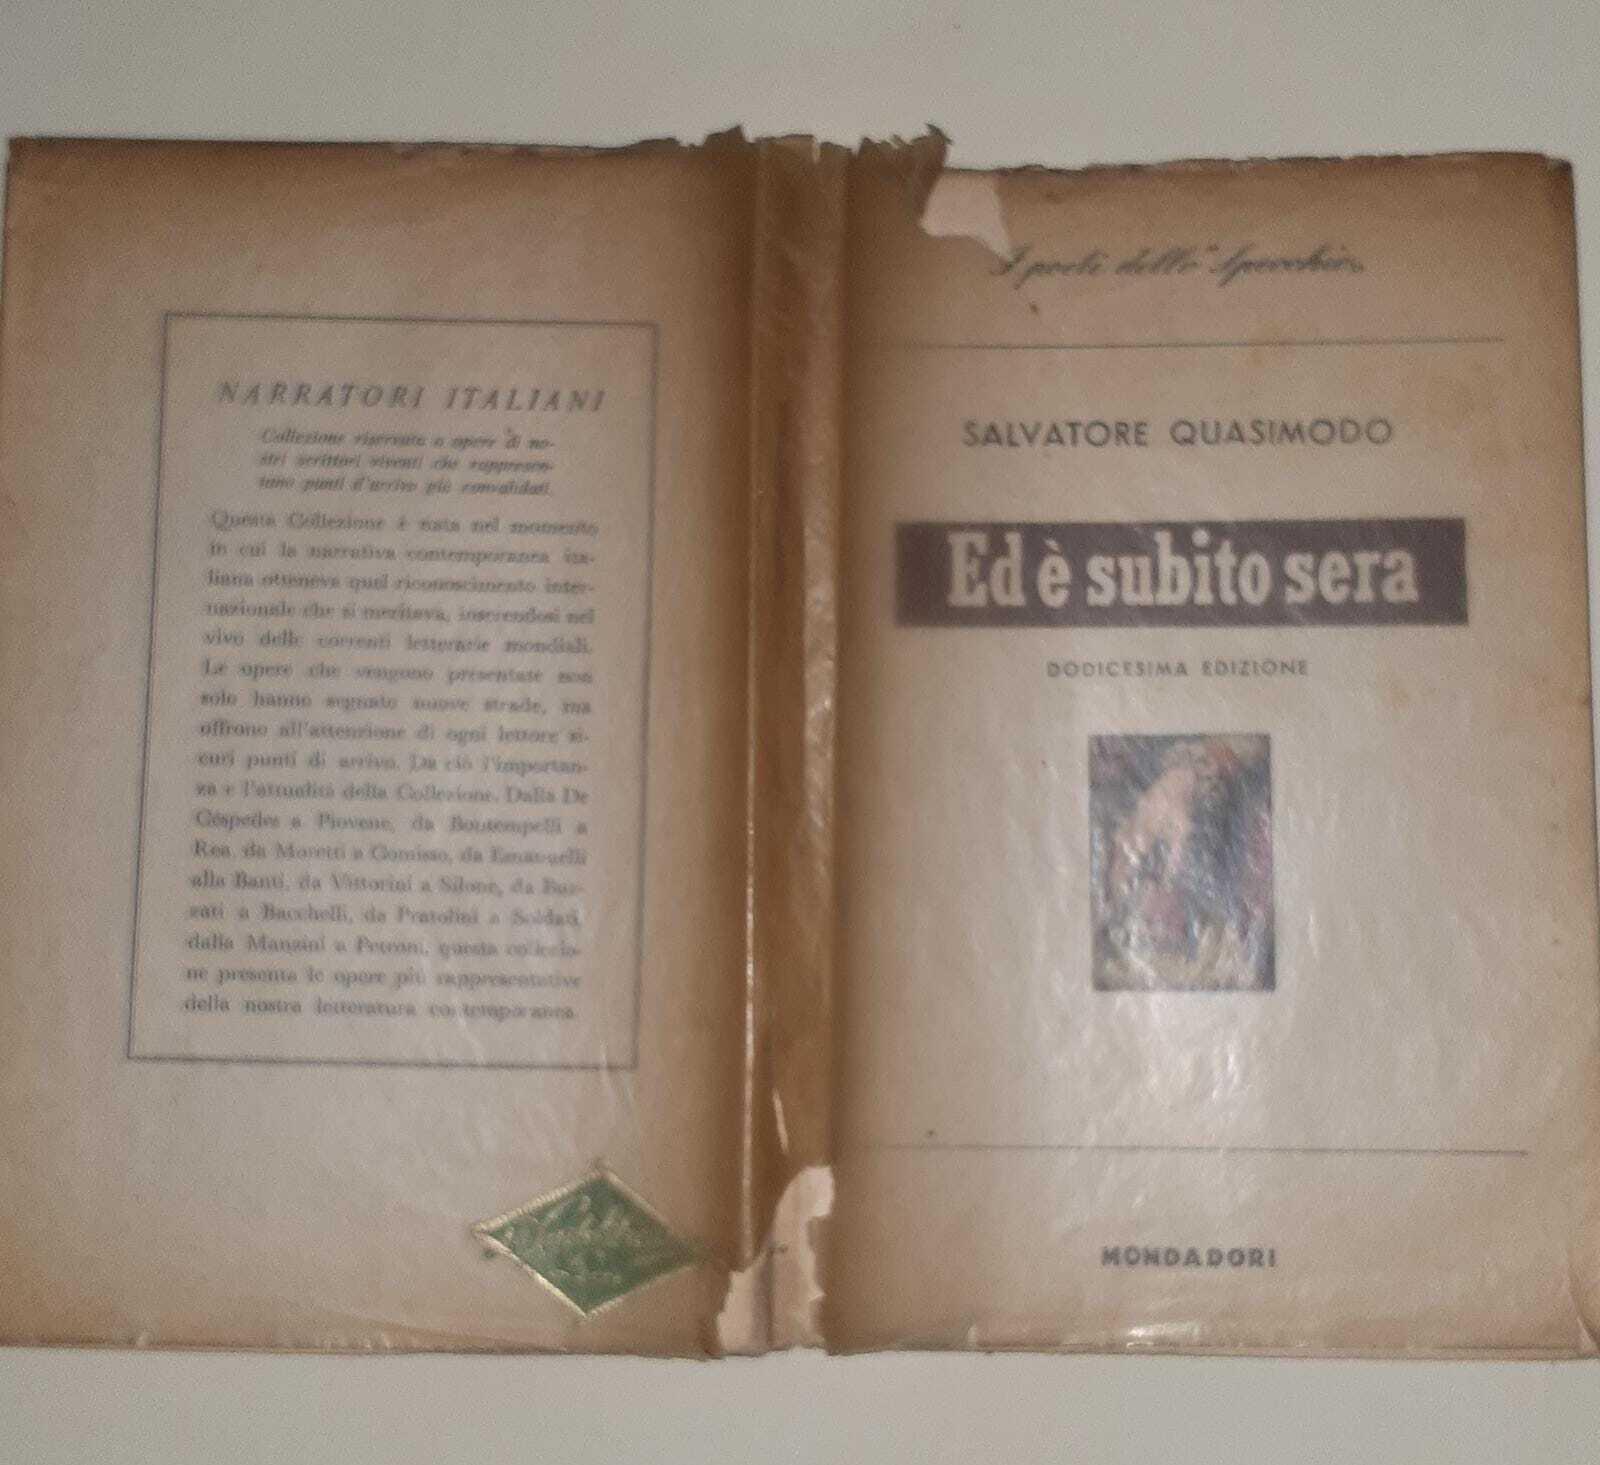 NARRATORI ITALIANI
Collezione riservata a opere di no-
stri scrittori viventi che rappresen-
tano punti d'arrivo più convalidati.
Questa Collezione è nata nel momento
in cui la narrativa contemporanea ita-
liana otteneva quel riconoscimento inter-
nazionale che si meritava, inserendosi nel
vivo delle correnti letterarie mondiali.
Le opere che vengono presentate non
solo hanno segnato nuove strade, ma
offrono all'attenzione di ogni lettore si-
curi punti di arrivo. Da ciò l'importan-
za e l'attualità della Collezione. Dalla De
Céspedes a Piovene, da Bontempelli a
Rea, da Moretti a Comisso, da Emanuelli
alla Banti, da Vittorini a Silone, da Buz-
zati a Bacchelli, da Pratolini a Soldati,
dalla Manzini a Petroni, questa collezio-
ne presenta le opere più rappresentative
della nostra letteratura contemporanea
I poeti dello "Specchio"
SALVATORE QUASIMODO
Ed è subito sera
DODICESIMA EDIZIONE
MONDADORI